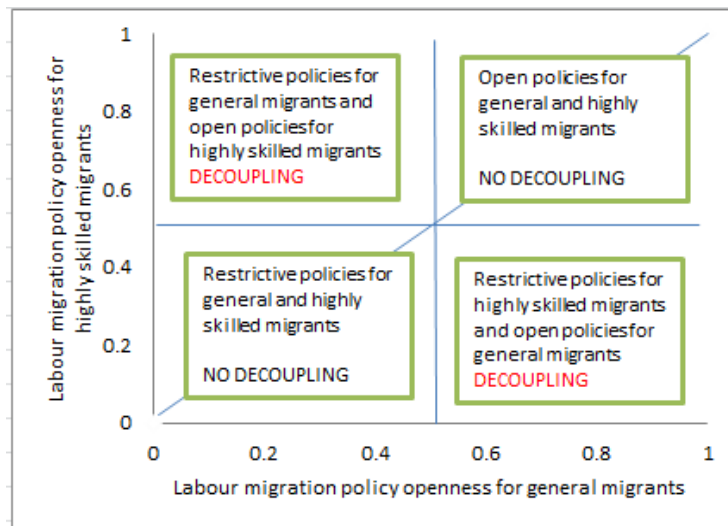 Labour migration policy openness for
highly skilled migrants
1
0.8
0.6
0.4
0.2
0
Restrictive policies for
general migrants and
open policies for
highly skilled migrants
DECOUPLING
Open policies for
general and highly
skilled migrants
NO DECOUPLING
Restrictive policies for
general and highly
skilled migrants
NO DECOUPLING
Restrictive policies for
highly skilled migrants
and open policies for
general migrants
DECOUPLING
0
0.2
0.4
0.6
0.8
1
Labour migration policy openness for general migrants